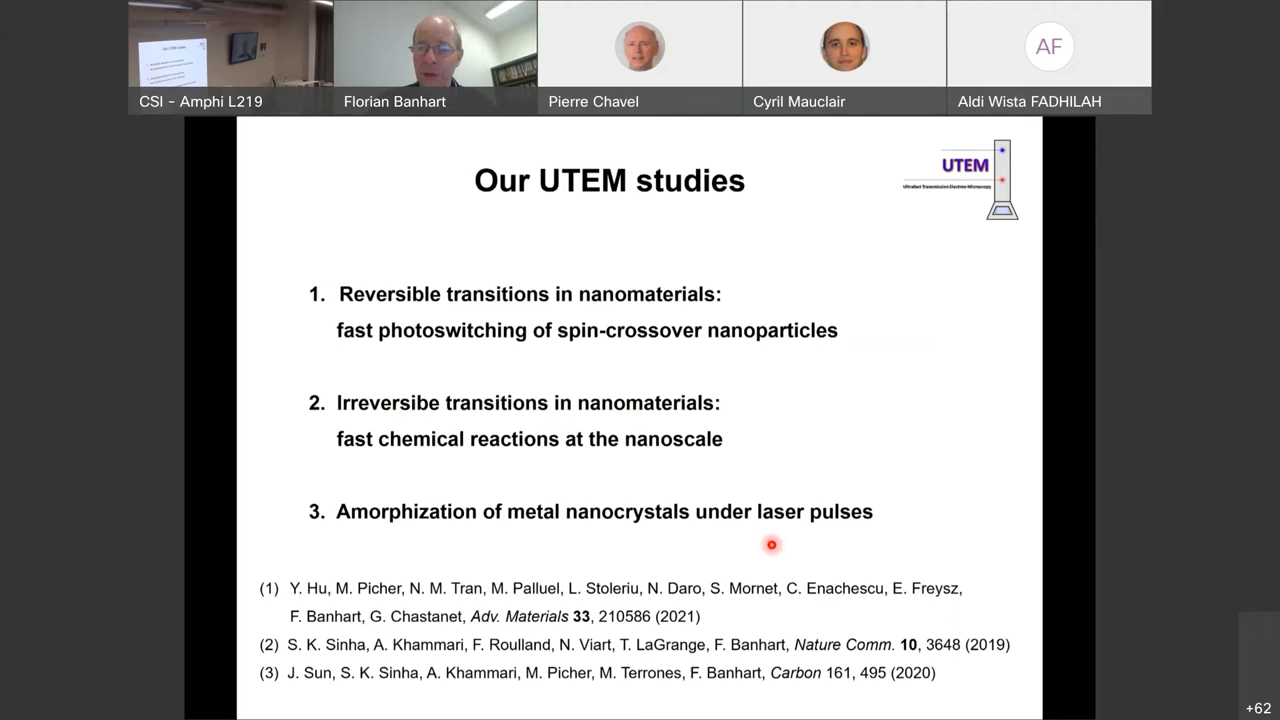 CSI - Amphi L219
Florian Banhart
Pierre Chavel
Cyril Mauclair
AF
Aldi Wista FADHILAH
Our UTEM studies
UTEM
Ultrafast Transmission Electron Microscopy
1. Reversible transitions in nanomaterials:
fast photoswitching of spin-crossover nanoparticles
2. Irreversibe transitions in nanomaterials:
fast chemical reactions at the nanoscale
3. Amorphization of metal nanocrystals under laser pulses
(1) Y. Hu, M. Picher, N. M. Tran, M. Palluel, L. Stoleriu, N. Daro, S. Mornet, C. Enachescu, E. Freysz,
F. Banhart, G. Chastanet, Adv. Materials 33, 210586 (2021)
(2) S. K. Sinha, A. Khammari, F. Roulland, N. Viart, T. LaGrange, F. Banhart, Nature Comm. 10, 3648 (2019)
(3) J. Sun, S. K. Sinha, A. Khammari, M. Picher, M. Terrones, F. Banhart, Carbon 161, 495 (2020)
+62